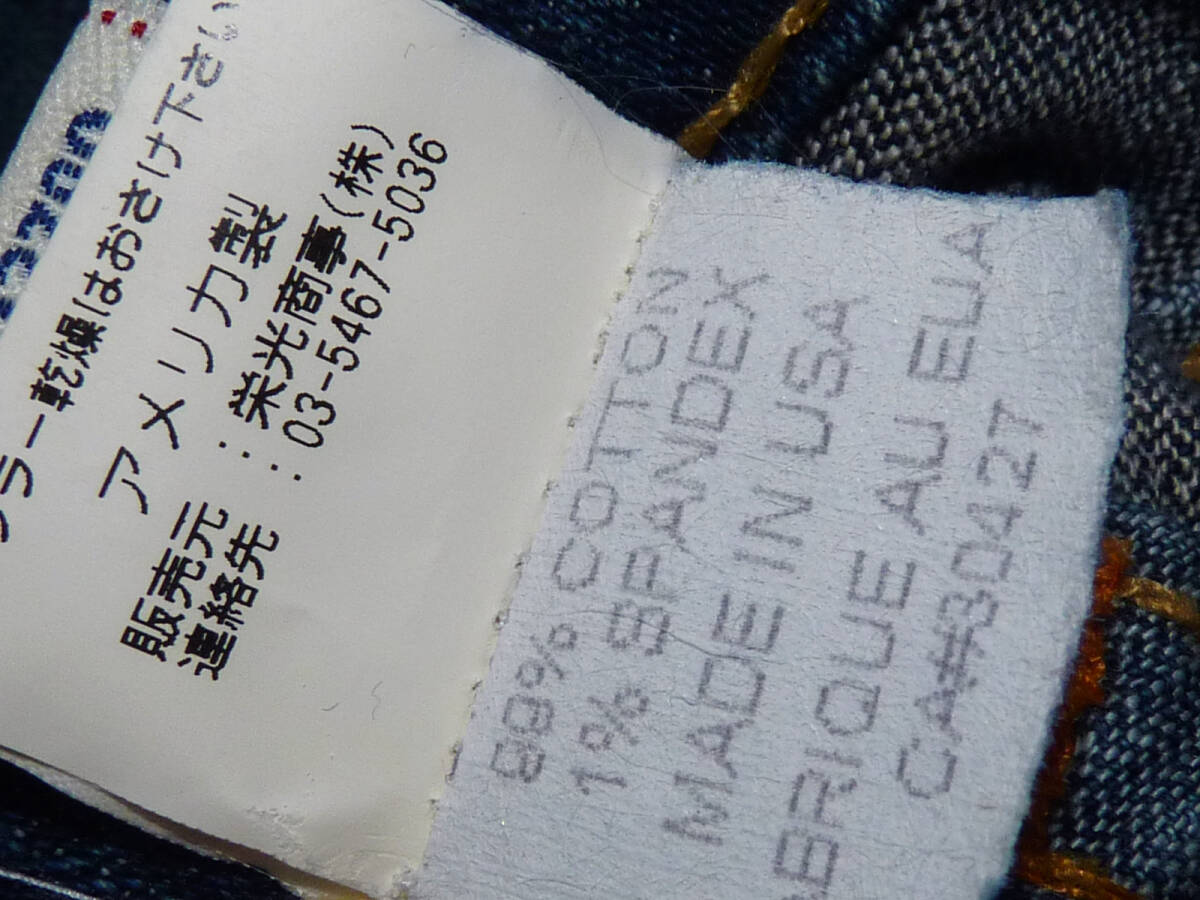 ラー乾燥はおさけ下さい
アメリカ製
販売元 : 栄光商事(株)
連絡先 : 03-5467-5036
99% COTTON
1% SPANDEX
MADE IN USA
BRIQUE AU EUA
CA#30427